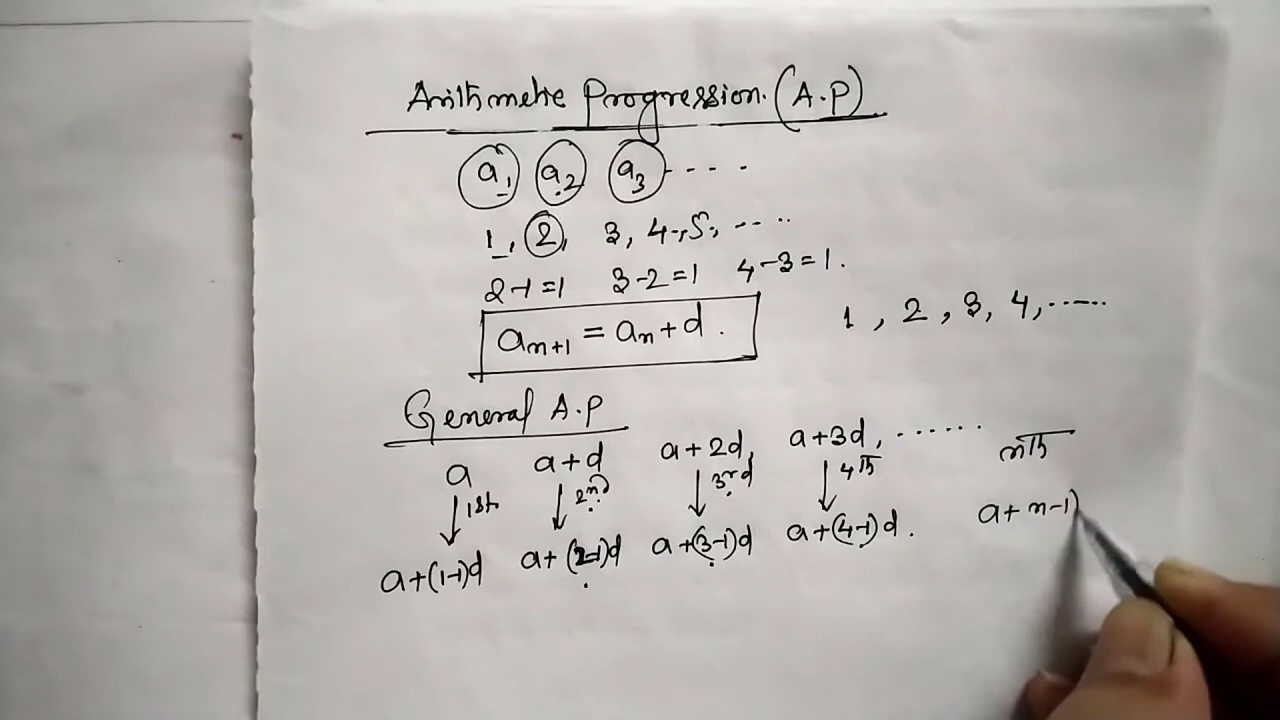 Arithmetic Progression. (A.P)
a1 a2 a3 - - - .
1, 2, 3, 4, 5, ....
2-1=1 3-2=1 4-3=1.
an+1 = an+d.
1, 2, 3, 4, ......
General A.P
a a+d a+2d, a+3d, ...... nth
1st 2nd 3rd 4th
a+(1-1)d a+(2-1)d a+(3-1)d a+(4-1)d. a+ n-1)